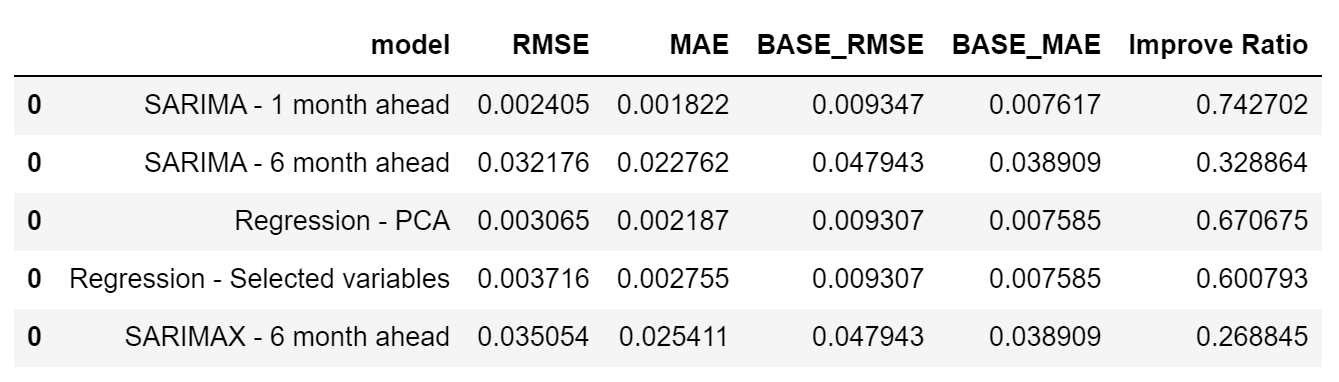 model RMSE MAE BASE_RMSE BASE_MAE Improve Ratio
0 SARIMA - 1 month ahead 0.002405 0.001822 0.009347 0.007617 0.742702
0 SARIMA - 6 month ahead 0.032176 0.022762 0.047943 0.038909 0.328864
0 Regression - PCA 0.003065 0.002187 0.009307 0.007585 0.670675
0 Regression - Selected variables 0.003716 0.002755 0.009307 0.007585 0.600793
0 SARIMAX - 6 month ahead 0.035054 0.025411 0.047943 0.038909 0.268845